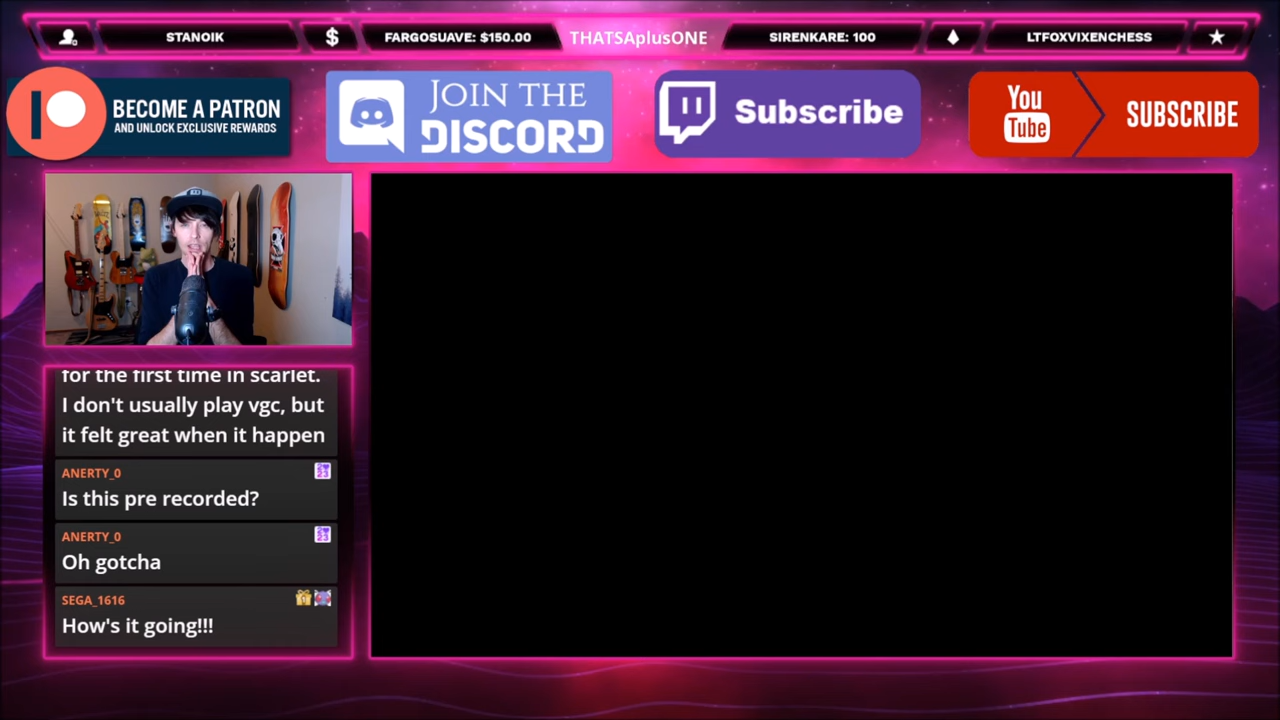 STANOIK
$
FARGOSUAVE: $150.00
THATSAplusONE
SIRENKARE: 100
LTFOXVIXENCHESS
BECOME A PATRON
AND UNLOCK EXCLUSIVE REWARDS
JOIN THE
DISCORD
Subscribe
You
Tube
SUBSCRIBE
for the first time in scarlet.
I don't usually play vgc, but
it felt great when it happen
ANERTY_0
Is this pre recorded?
ANERTY_0
Oh gotcha
SEGA_1616
How's it going!!!